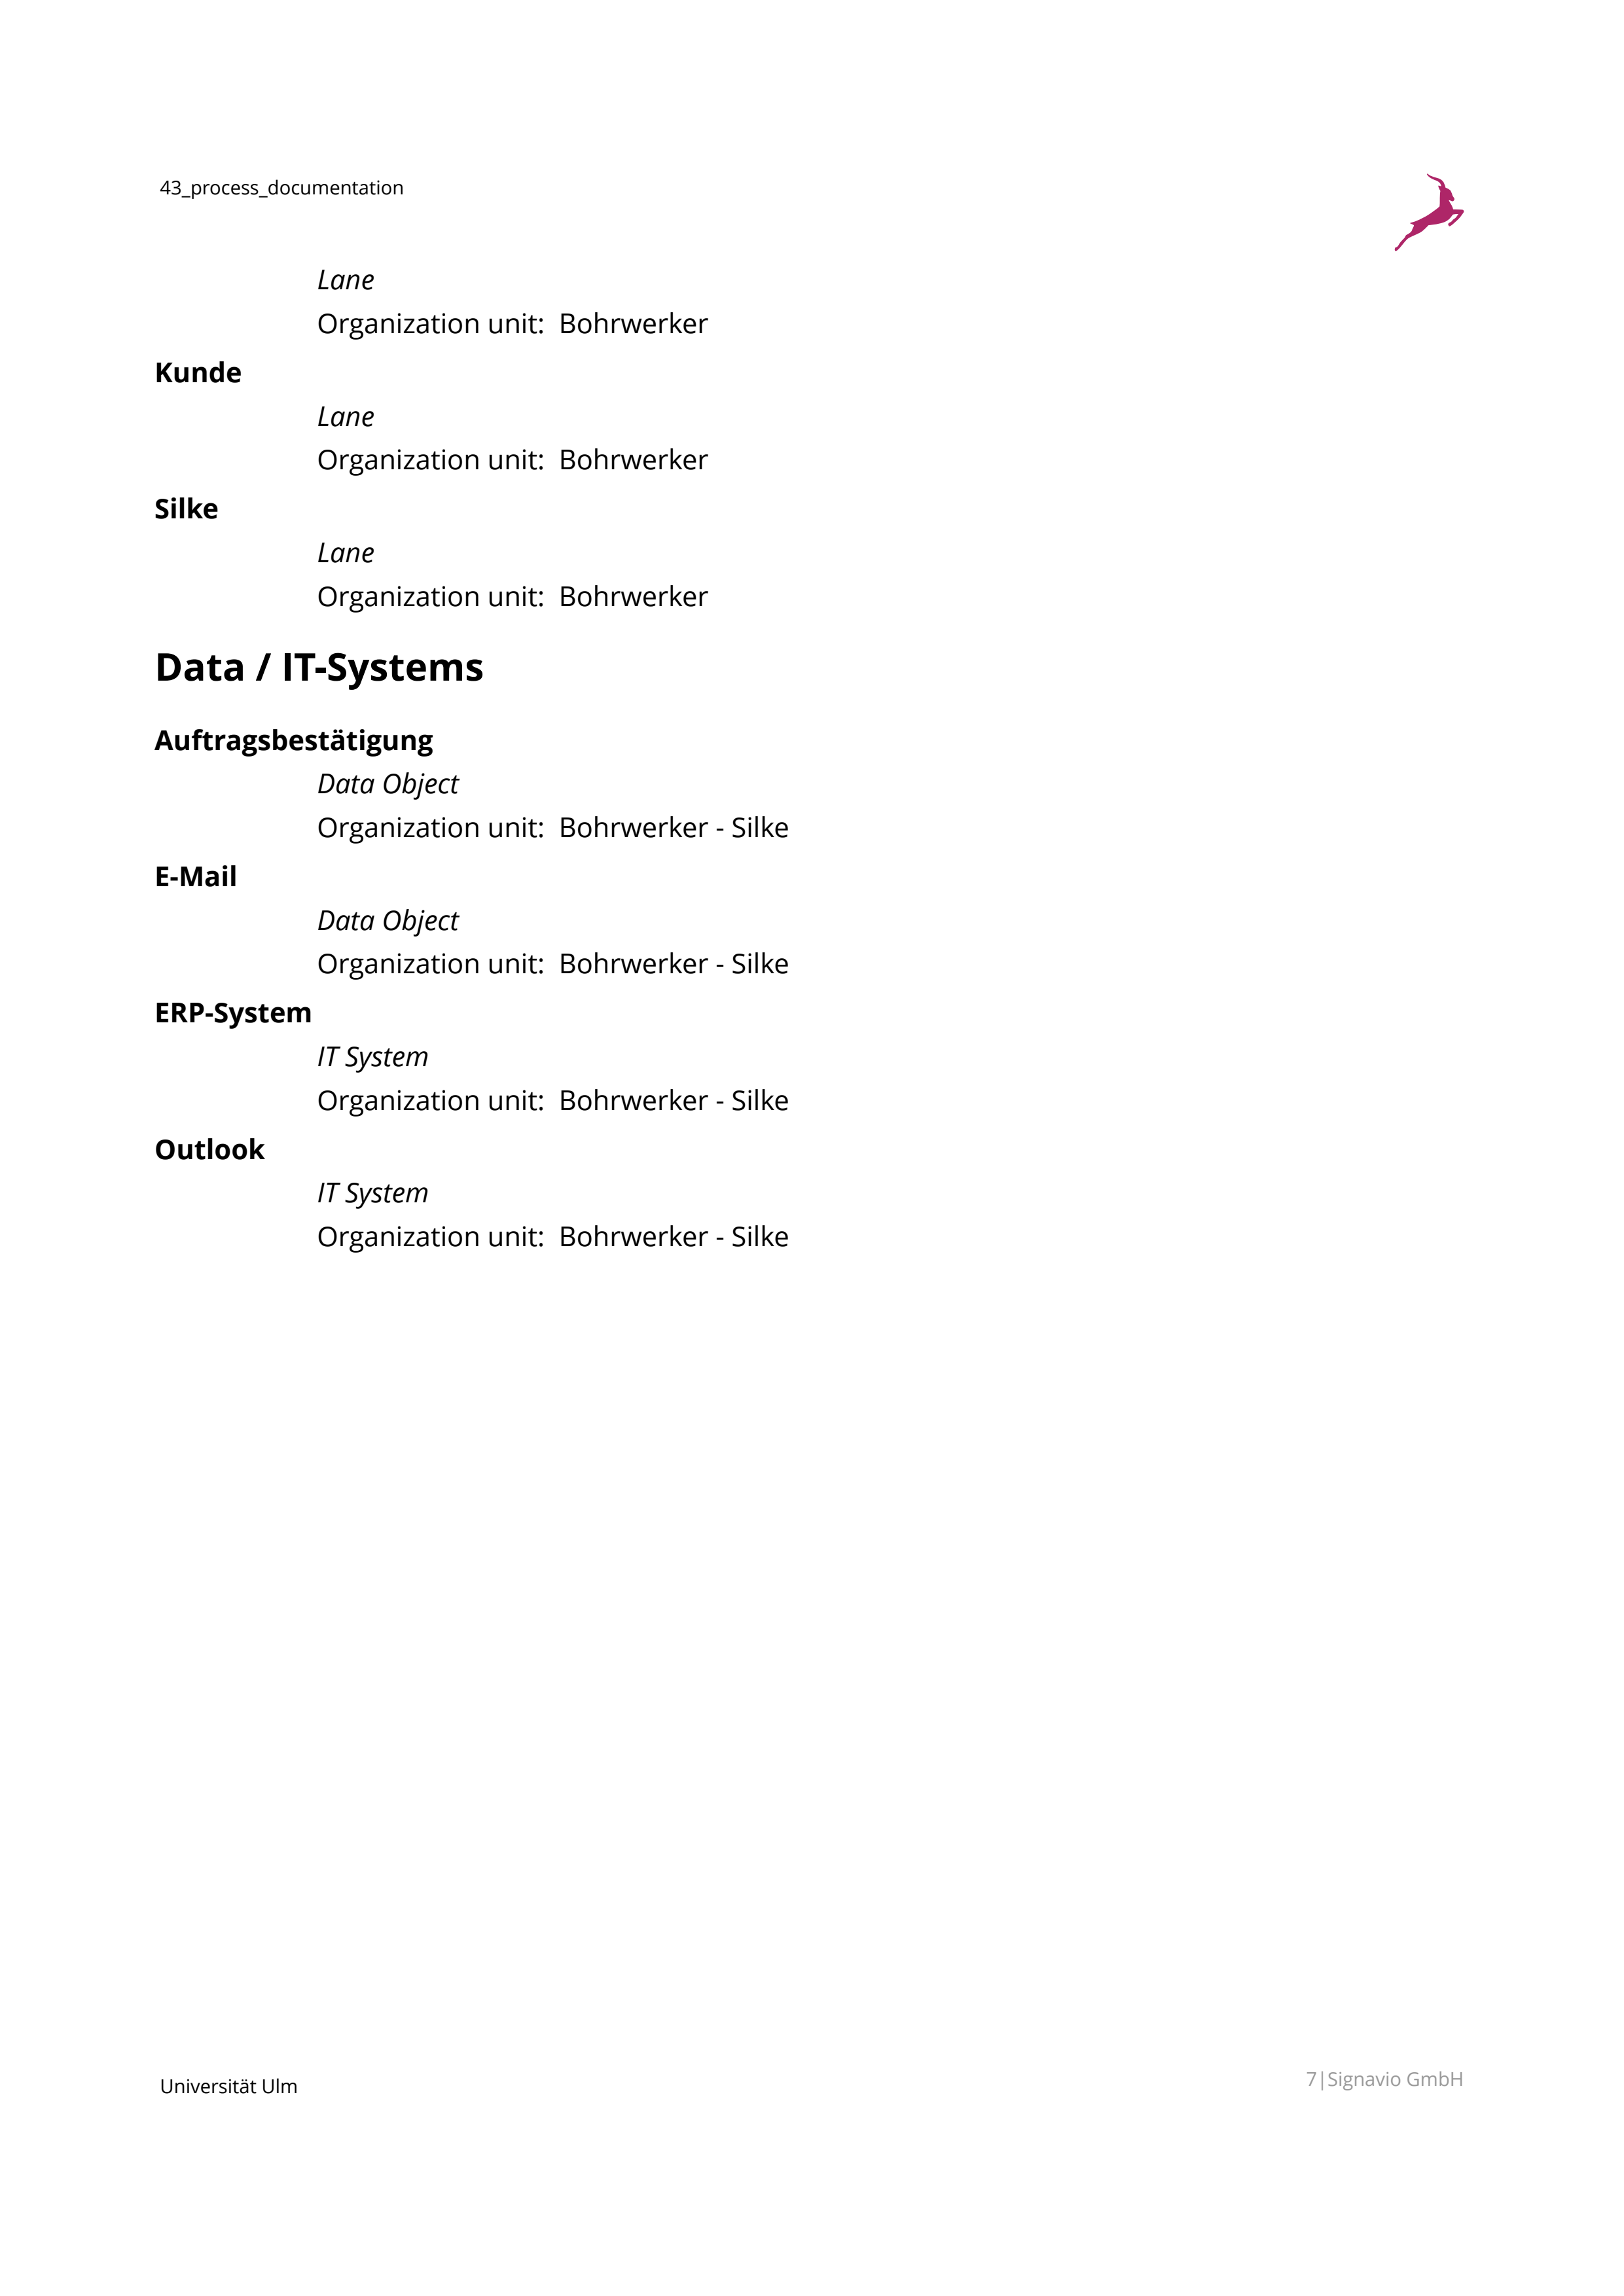 43_process_documentation
Lane
Organization unit: Bohrwerker
Kunde
Lane
Organization unit: Bohrwerker
Silke
Lane
Organization unit: Bohrwerker
Data / IT-Systems
Auftragsbestätigung
Data Object
Organization unit: Bohrwerker - Silke
E-Mail
Data Object
Organization unit: Bohrwerker - Silke
ERP-System
IT System
Organization unit: Bohrwerker - Silke
Outlook
IT System
Organization unit: Bohrwerker - Silke
Universität Ulm
7|Signavio GmbH